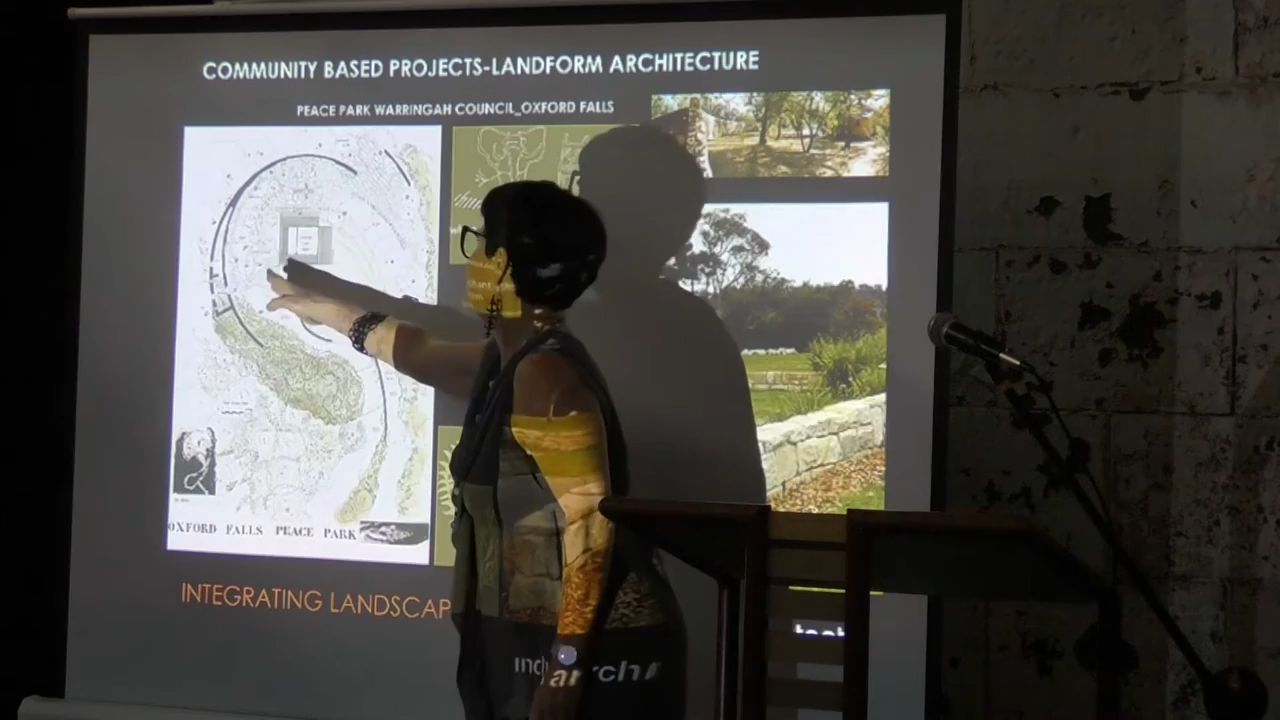 COMMUNITY BASED PROJECTS-LANDFORM ARCHITECTURE
PEACE PARK WARRINGAH COUNCIL_OXFORD FALLS
OXFORD FALLS PEACE PARK
INTEGRATING LANDSCAP